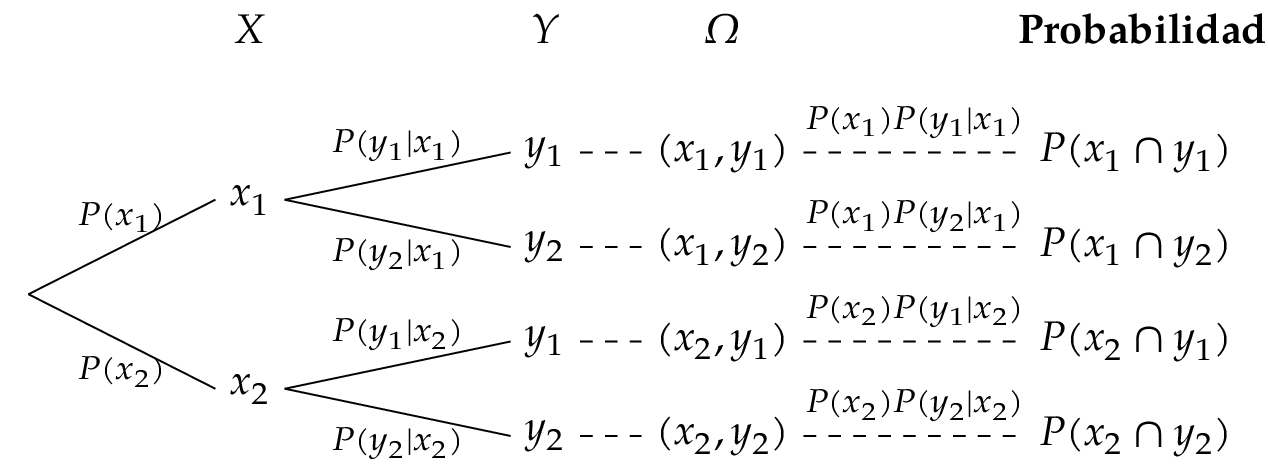 X Y Ω Probabilidad
P(y₁|x₁) y₁ (x₁, y₁) P(x₁)P(y₁|x₁) P(x₁ ∩ y₁)
P(x₁) x₁
P(y₂|x₁) y₂ (x₁, y₂) P(x₁)P(y₂|x₁) P(x₁ ∩ y₂)
P(y₁|x₂) y₁ (x₂, y₁) P(x₂)P(y₁|x₂) P(x₂ ∩ y₁)
P(x₂) x₂
P(y₂|x₂) y₂ (x₂, y₂) P(x₂)P(y₂|x₂) P(x₂ ∩ y₂)